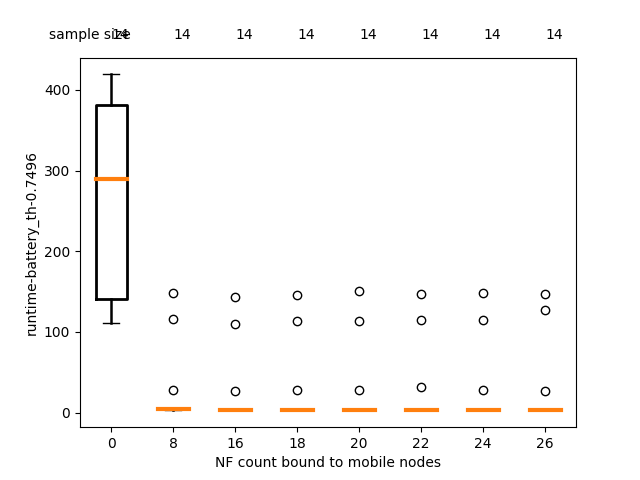 sample size 14 14 14 14 14 14 14 14
400
300
200
100
0
runtime-battery_th-0.7496
0 8 16 18 20 22 24 26
NF count bound to mobile nodes